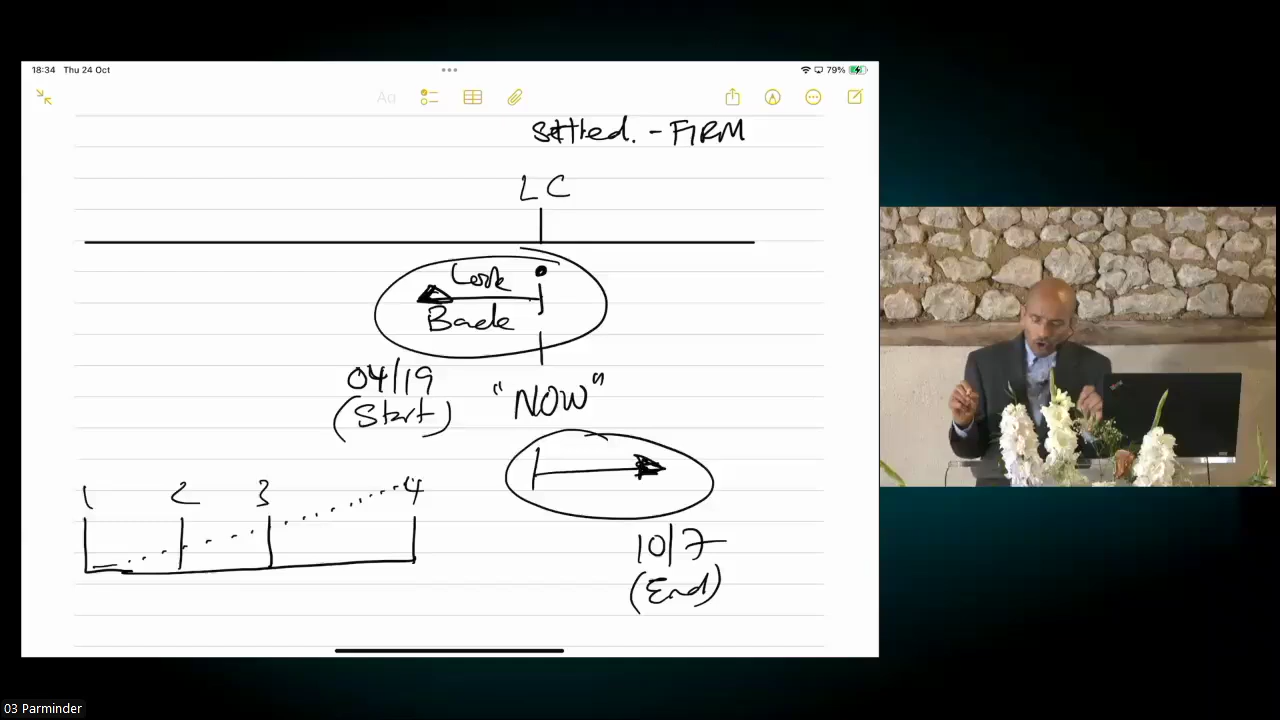 18:34 Thu 24 Oct
79%
Aa
Settled. - FIRM
L C
Look
Back
04/19
(Start)
"NOW"
1 2 3 4
10/7
(End)
03 Parminder